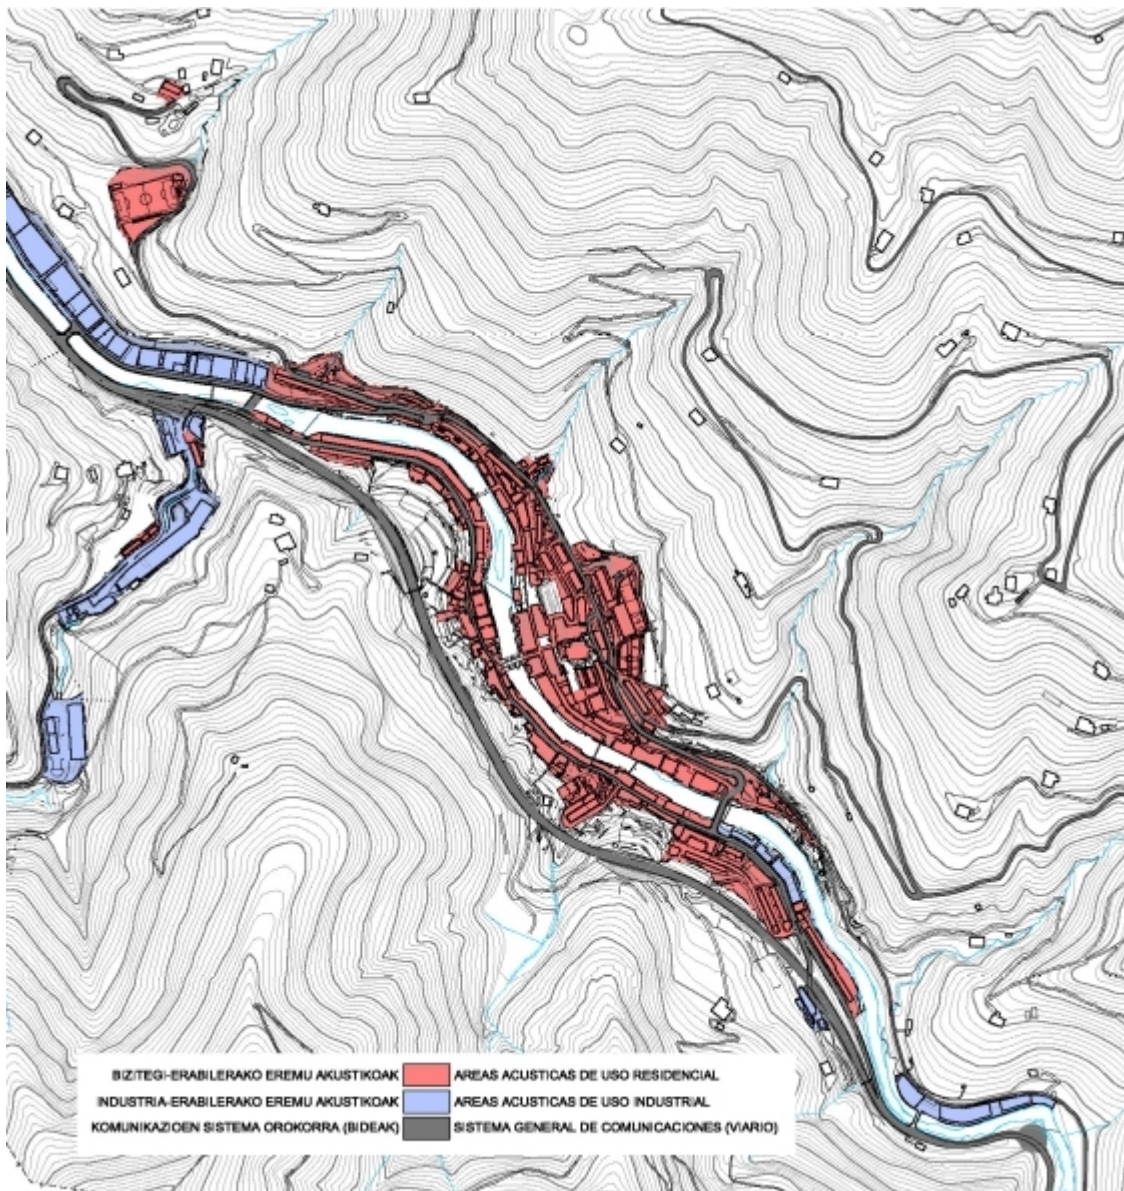 BIZITEGI-ERABILERAKO EREMU AKUSTIKOAK AREAS ACUSTICAS DE USO RESIDENCIAL
INDUSTRIA-ERABILERAKO EREMU AKUSTIKOAK AREAS ACUSTICAS DE USO INDUSTRIAL
KOMUNIKAZIOEN SISTEMA OROKORRA (BIDEAK) SISTEMA GENERAL DE COMUNICACIONES (VIARIO)